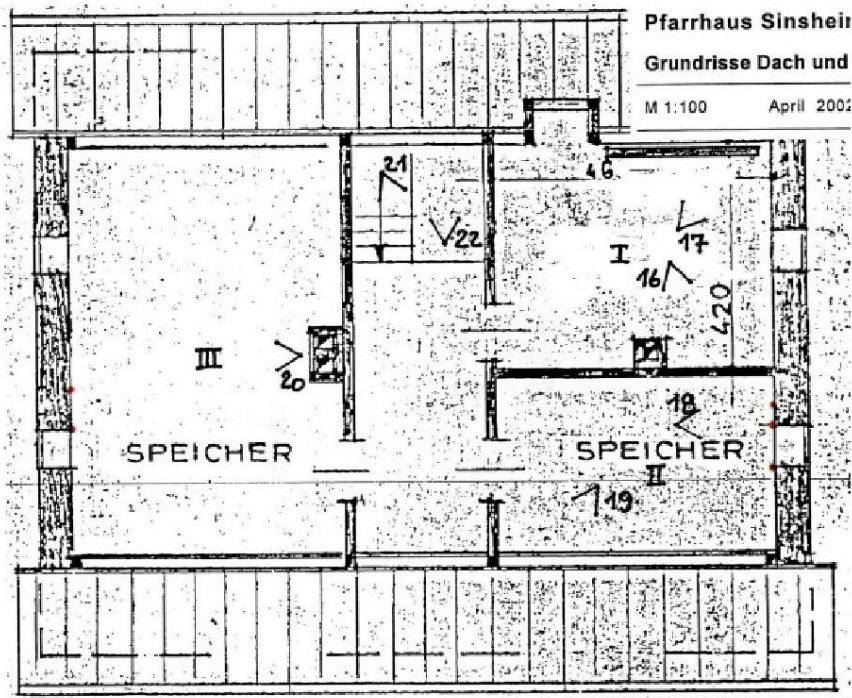 Pfarrhaus Sinsheim
Grundrisse Dach und
M 1:100 April 2002
21
46
22
I
17
16
420
III
20
18
SPEICHER
SPEICHER
II
19